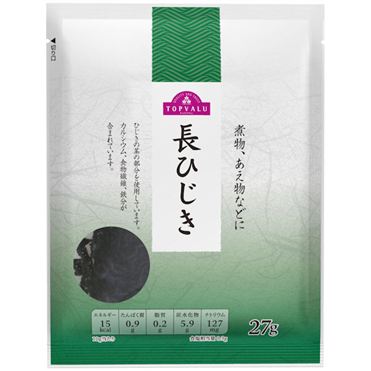 切り口
TOPVALU
長ひじき
煮物、あえ物などに
ひじきの茎の部分を使用しています。
カルシウム、食物繊維、鉄分が
含まれています。
エネルギー たんぱく質 脂質 炭水化物 ナトリウム
15 kcal 0.9 g 0.2 g 5.9 g 127 mg
27g